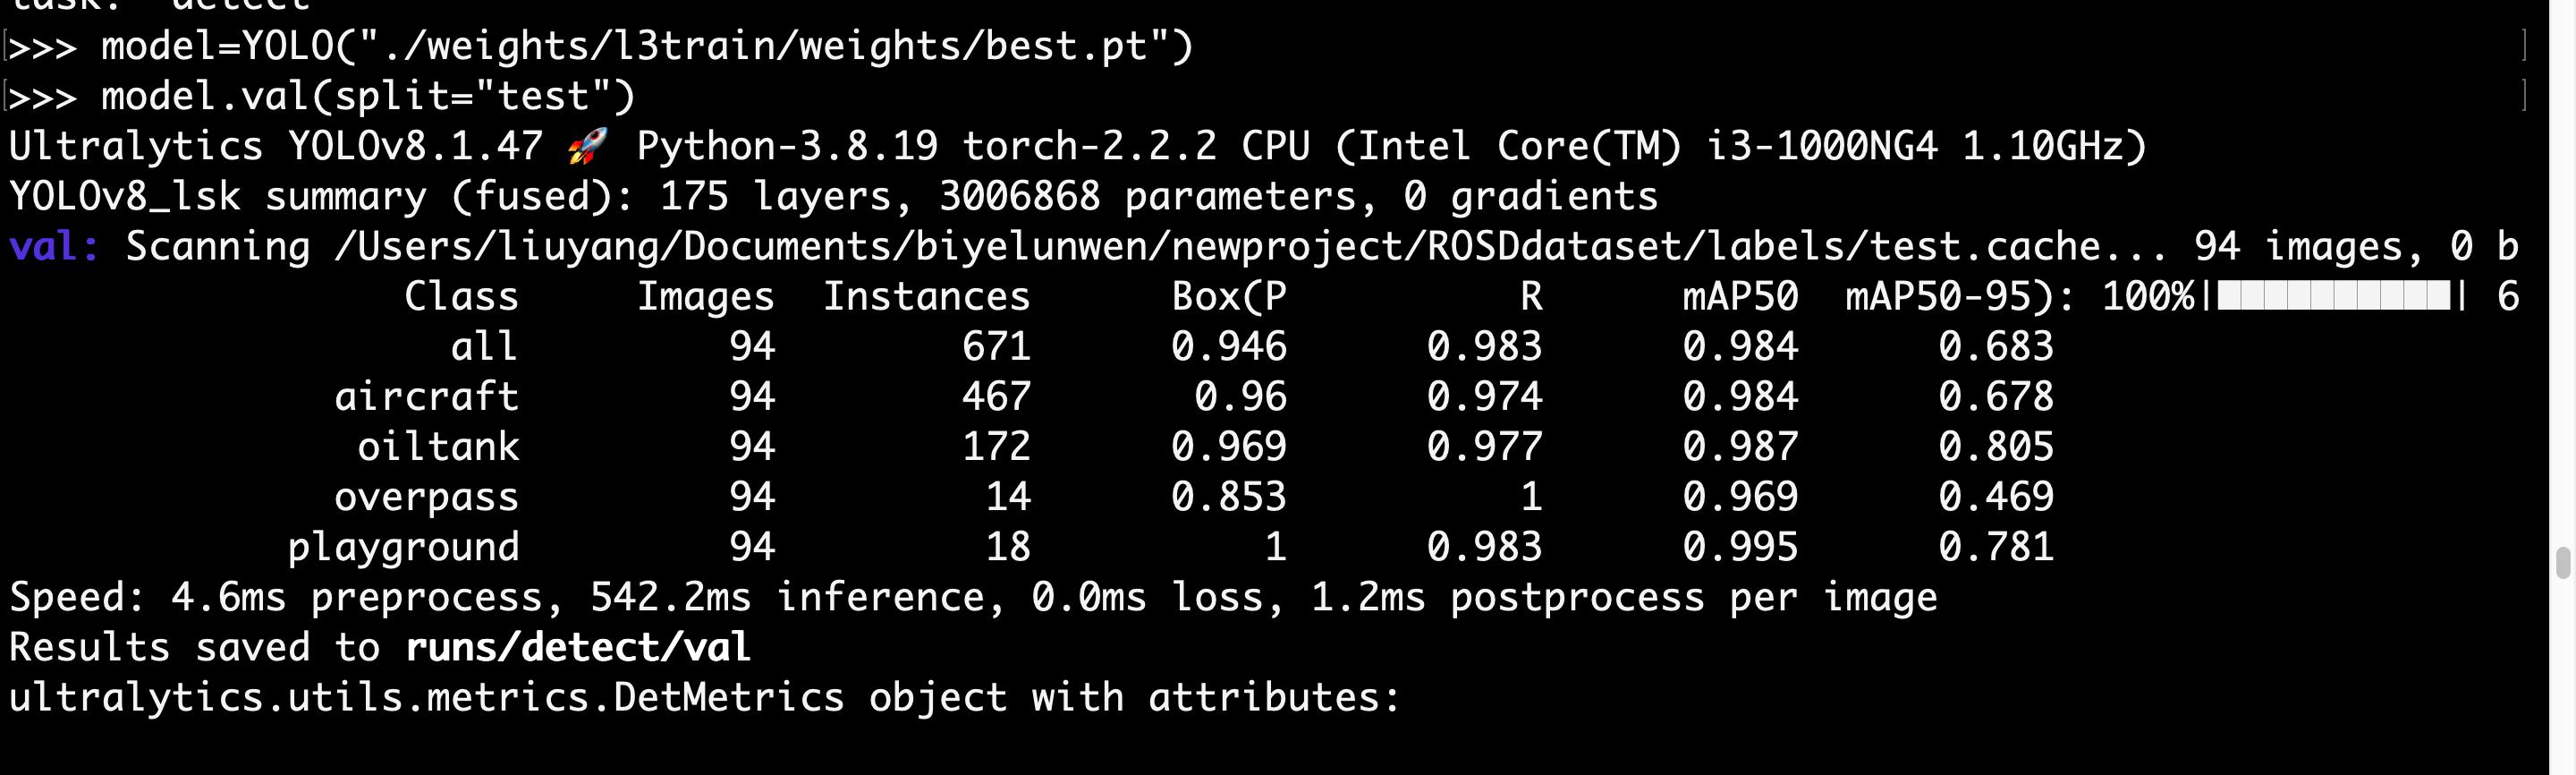 task: detect
>>> model=YOLO("./weights/l3train/weights/best.pt")
>>> model.val(split="test")
Ultralytics YOLOv8.1.47 🚀 Python-3.8.19 torch-2.2.2 CPU (Intel Core(TM) i3-1000NG4 1.10GHz)
YOLOv8_lsk summary (fused): 175 layers, 3006868 parameters, 0 gradients
val: Scanning /Users/liuyang/Documents/biyelunwen/newproject/ROSDdataset/labels/test.cache... 94 images, 0 b
Class Images Instances Box(P R mAP50 mAP50-95): 100%|██████████| 6
all 94 671 0.946 0.983 0.984 0.683
aircraft 94 467 0.96 0.974 0.984 0.678
oiltank 94 172 0.969 0.977 0.987 0.805
overpass 94 14 0.853 1 0.969 0.469
playground 94 18 1 0.983 0.995 0.781
Speed: 4.6ms preprocess, 542.2ms inference, 0.0ms loss, 1.2ms postprocess per image
Results saved to runs/detect/val
ultralytics.utils.metrics.DetMetrics object with attributes: